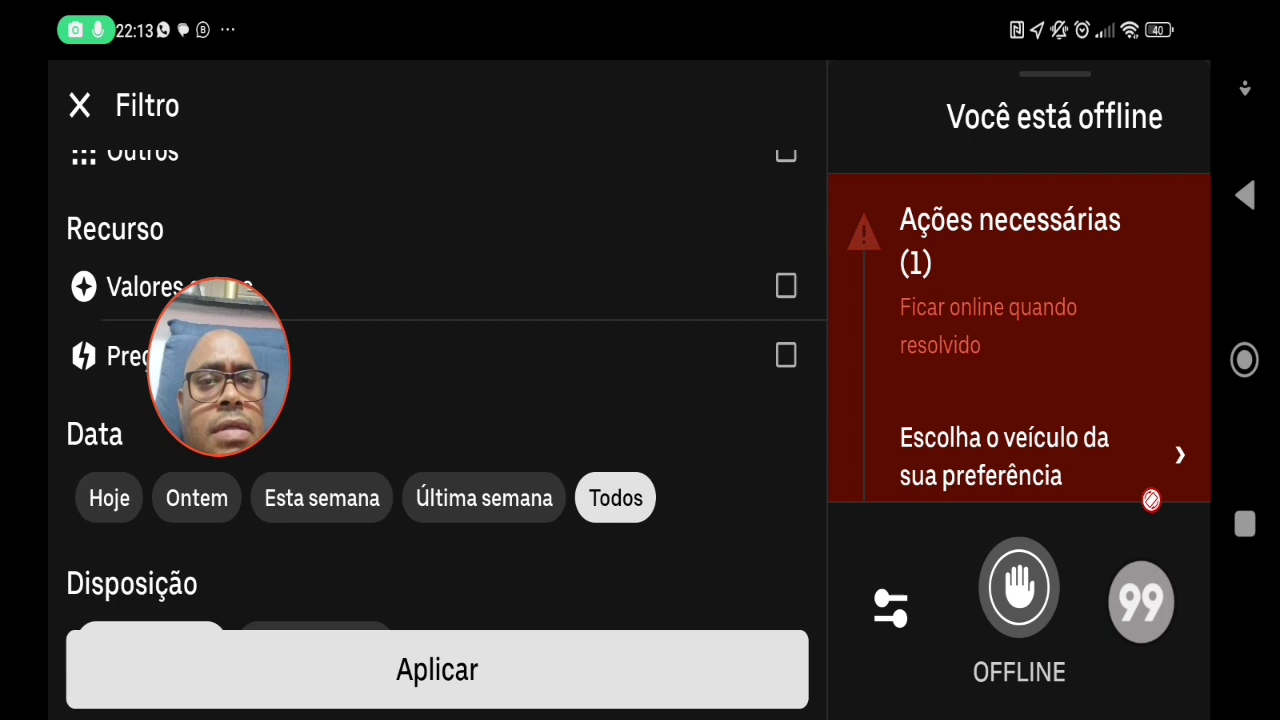 22:13
40
Filtro
Outros
Recurso
Valores
Data
Hoje
Ontem
Esta semana
Última semana
Todos
Disposição
Aplicar
Você está offline
Ações necessárias
(1)
Ficar online quando
resolvido
Escolha o veículo da
sua preferência
99
OFFLINE